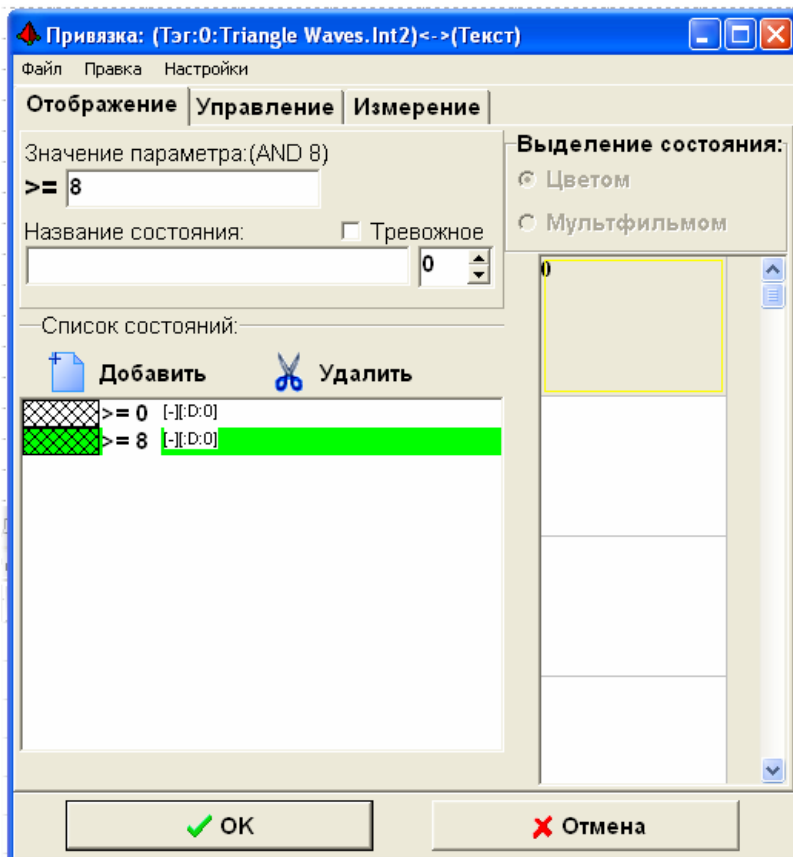 Привязка: (Тэг:0:Triangle Waves.Int2)<->(Текст)
Файл Правка Настройки
Отображение Управление Измерение
Значение параметра:(AND 8)
>= 8
Название состояния: Тревожное
0
Выделение состояния:
Цветом
Мультфильмом
0
Список состояний:
Добавить Удалить
>= 0 [-][:D:0]
>= 8 [-][:D:0]
OK Отмена